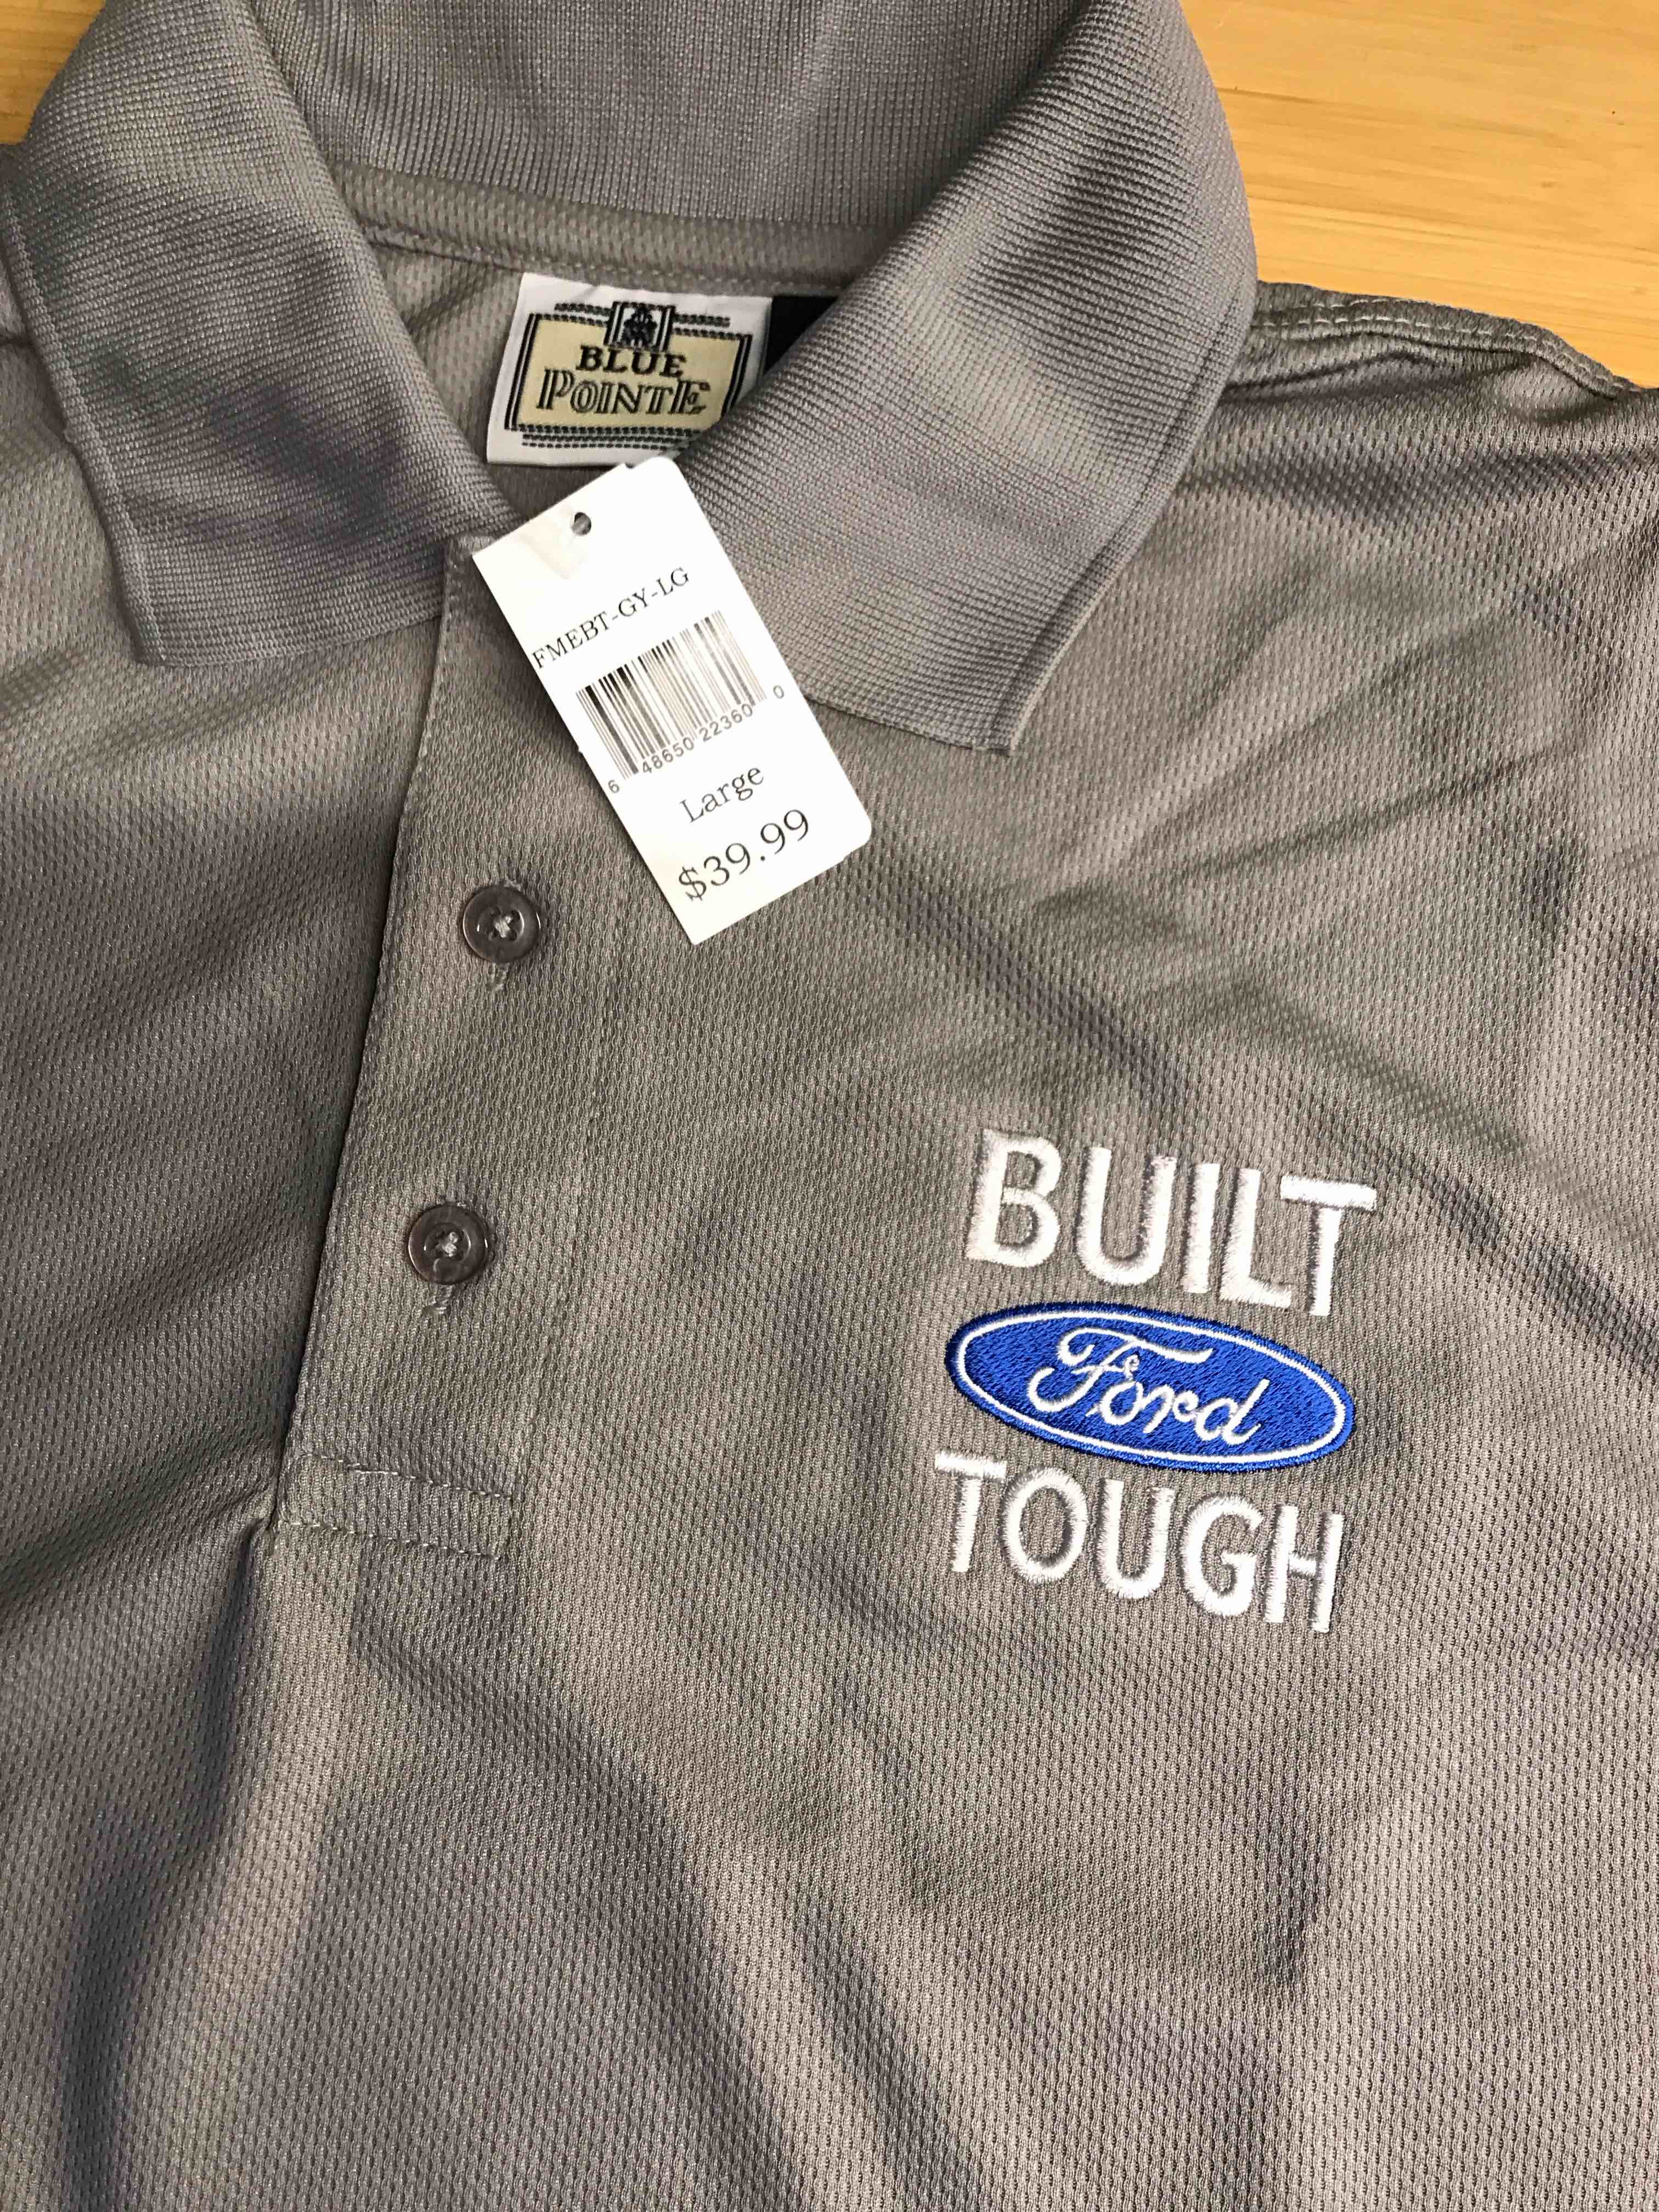 BLUE
POINTE
FMEBT-GY-LG
6 48650 22360 0
Large
$39.99
BUILT
Ford
TOUGH